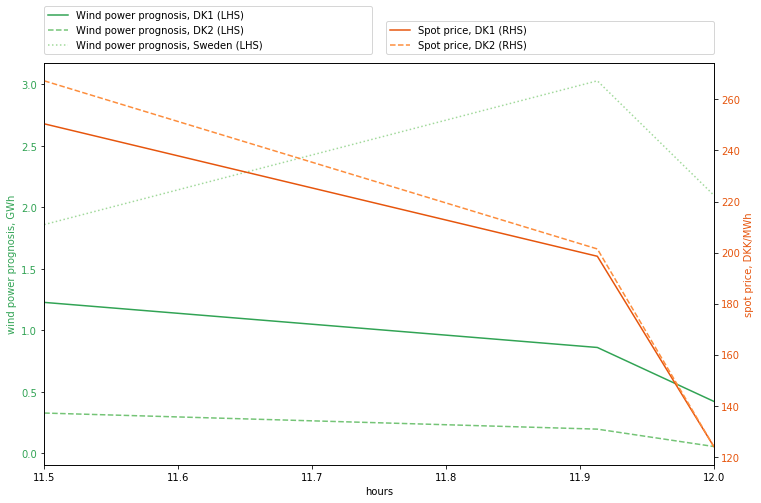 Wind power prognosis, DK1 (LHS)
Wind power prognosis, DK2 (LHS)
Wind power prognosis, Sweden (LHS)
Spot price, DK1 (RHS)
Spot price, DK2 (RHS)
3.0
2.5
2.0
1.5
1.0
0.5
0.0
wind power prognosis, GWh
260
240
220
200
180
160
140
120
spot price, DKK/MWh
11.5 11.6 11.7 11.8 11.9 12.0
hours